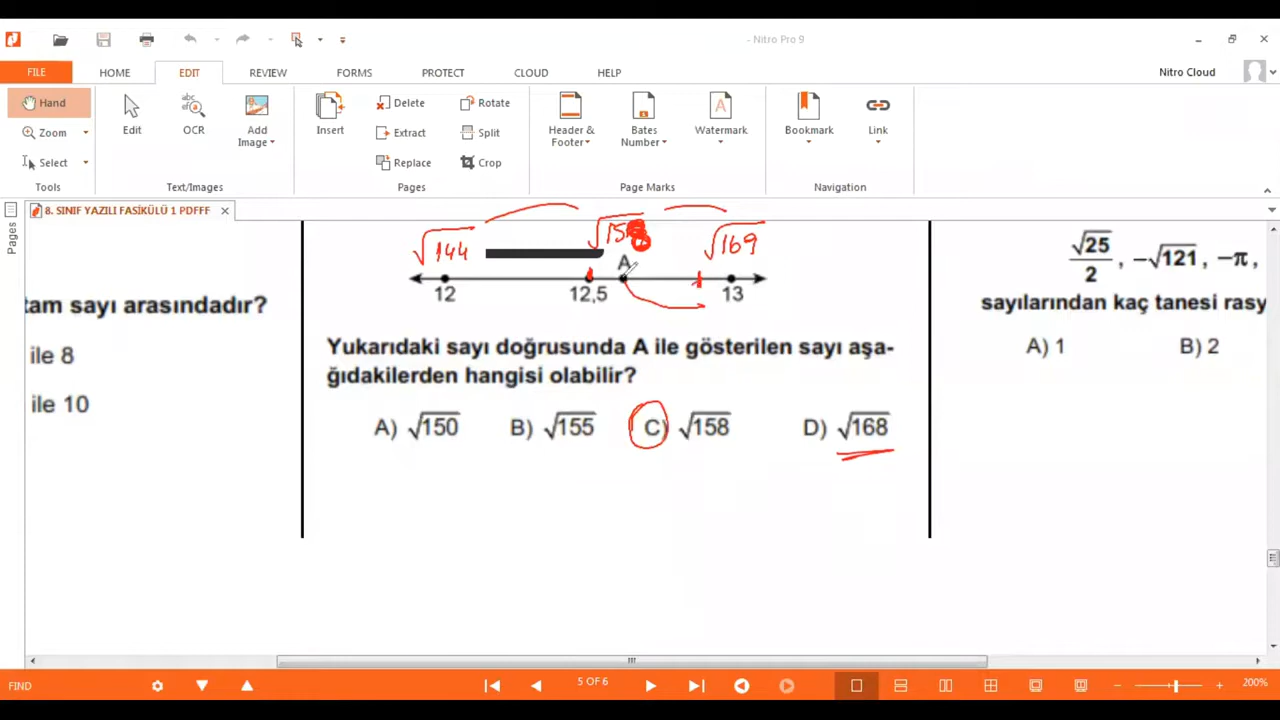 - Nitro Pro 9
FILE
HOME
EDIT
REVIEW
FORMS
PROTECT
CLOUD
HELP
Nitro Cloud
Hand
Zoom
Select
Tools
Edit
OCR
Add Image
Text/Images
Insert
Delete
Extract
Replace
Rotate
Split
Crop
Pages
Header & Footer
Bates Number
Watermark
Page Marks
Bookmark
Link
Navigation
Pages
8. SINIF YAZILI FASİKÜLÜ 1 PDFFF
tam sayı arasındadır?
ile 8
ile 10
√144 √169
A
12 12,5 13
Yukarıdaki sayı doğrusunda A ile gösterilen sayı aşa-
ğıdakilerden hangisi olabilir?
A) √150 B) √155 C) √158 D) √168
√25/2 , -√121, -π,
sayılarından kaç tanesi rasy
A) 1 B) 2
FIND
5 OF 6
200%